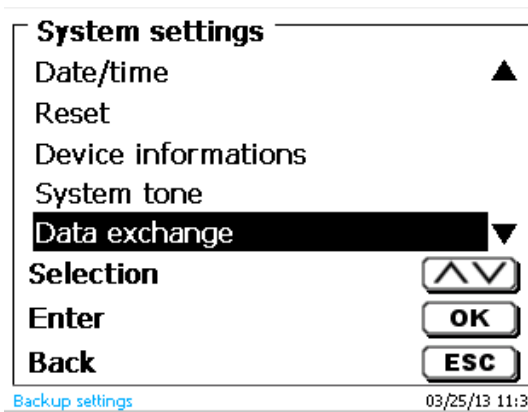 System settings
Date/time
Reset
Device informations
System tone
Data exchange
Selection
Enter OK
Back ESC
Backup settings 03/25/13 11:3